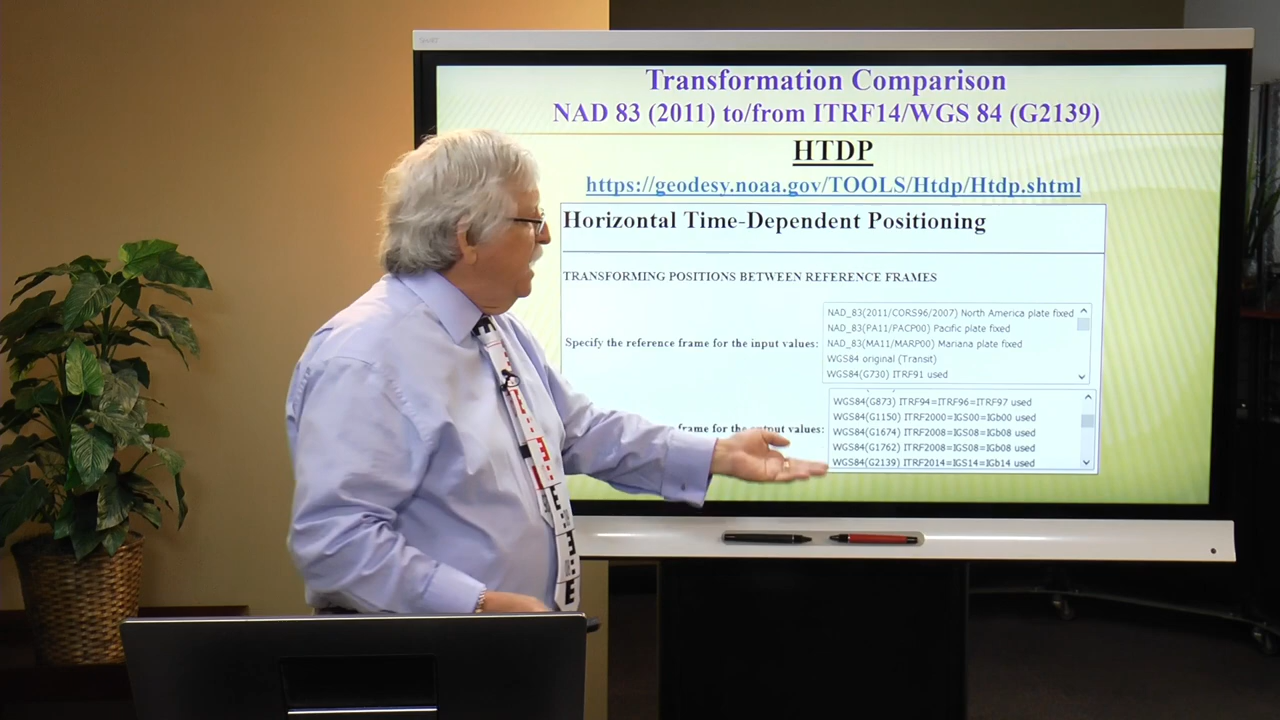 Transformation Comparison
NAD 83 (2011) to/from ITRF14/WGS 84 (G2139)
HTDP
https://geodesy.noaa.gov/TOOLS/Htdp/Htdp.shtml
Horizontal Time-Dependent Positioning
TRANSFORMING POSITIONS BETWEEN REFERENCE FRAMES
Specify the reference frame for the input values:
NAD_83(2011/CORS96/2007) North America plate fixed
NAD_83(PA11/PACP00) Pacific plate fixed
NAD_83(MA11/MARP00) Mariana plate fixed
WGS84 original (Transit)
WGS84(G730) ITRF91 used
frame for the output values:
WGS84(G873) ITRF94=ITRF96=ITRF97 used
WGS84(G1150) ITRF2000=IGS00=IGb00 used
WGS84(G1674) ITRF2008=IGS08=IGb08 used
WGS84(G1762) ITRF2008=IGS08=IGb08 used
WGS84(G2139) ITRF2014=IGS14=IGb14 used